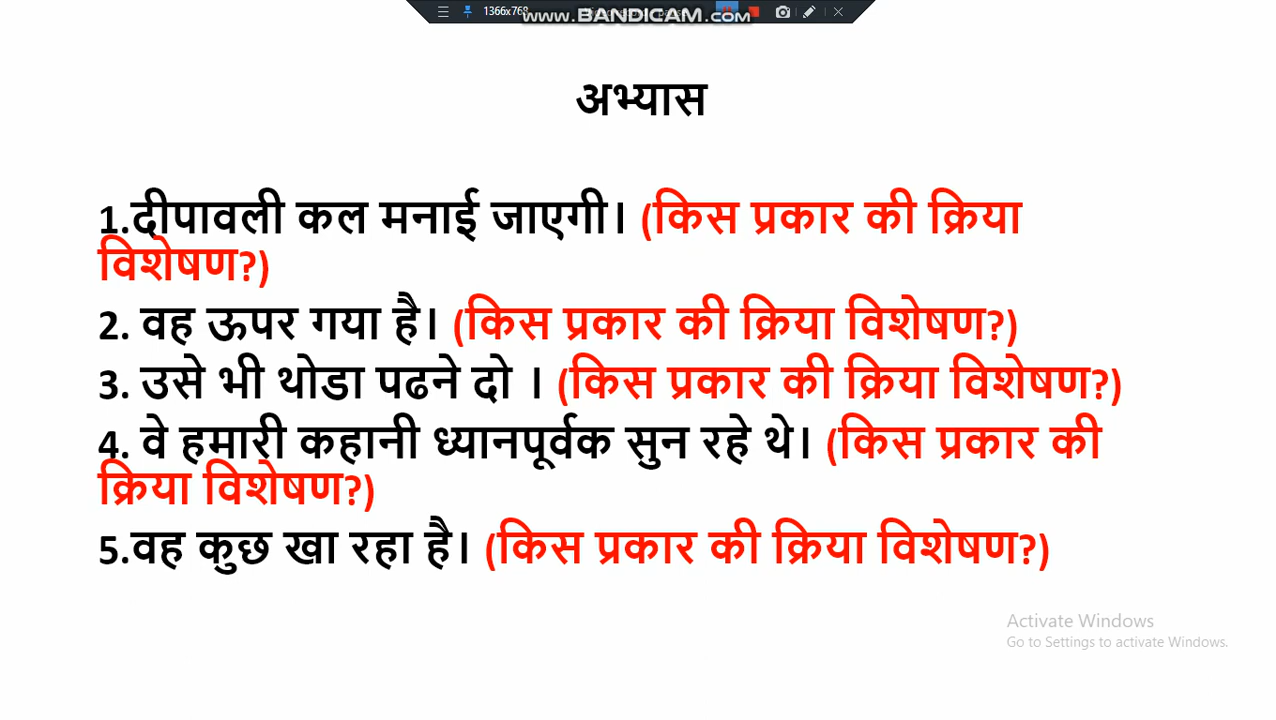 1366x768
www.BANDICAM.com
अभ्यास
1.दीपावली कल मनाई जाएगी। (किस प्रकार की क्रिया
विशेषण?)
2. वह ऊपर गया है। (किस प्रकार की क्रिया विशेषण?)
3. उसे भी थोडा पढने दो । (किस प्रकार की क्रिया विशेषण?)
4. वे हमारी कहानी ध्यानपूर्वक सुन रहे थे। (किस प्रकार की
क्रिया विशेषण?)
5.वह कुछ खा रहा है। (किस प्रकार की क्रिया विशेषण?)
Activate Windows
Go to Settings to activate Windows.